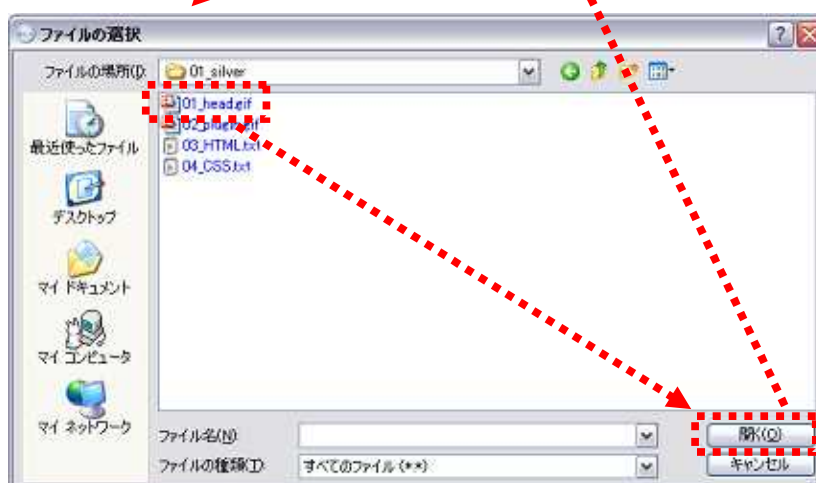 ファイルの選択
ファイルの場所(I):
01_silver
01_head.gif
02_plugin.gif
03_HTML.txt
04_CSS.txt
最近使ったファイル
デスクトップ
マイ ドキュメント
マイ コンピュータ
マイ ネットワーク
ファイル名(N):
開く(O)
ファイルの種類(T):
すべてのファイル (*.*)
キャンセル